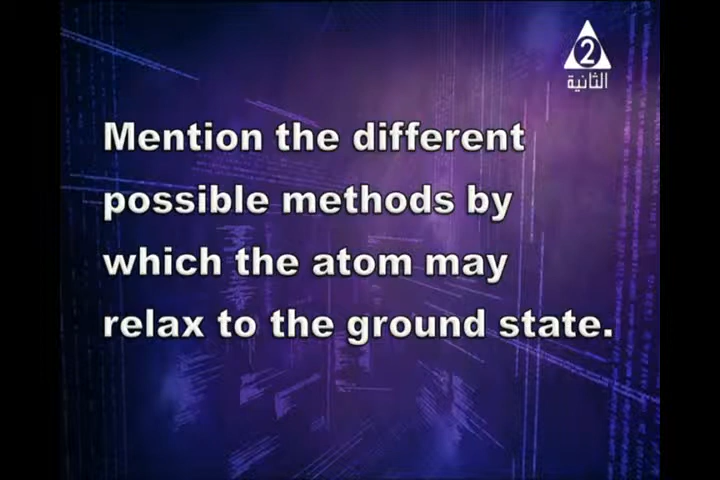 2
الثانية
Mention the different
possible methods by
which the atom may
relax to the ground state.